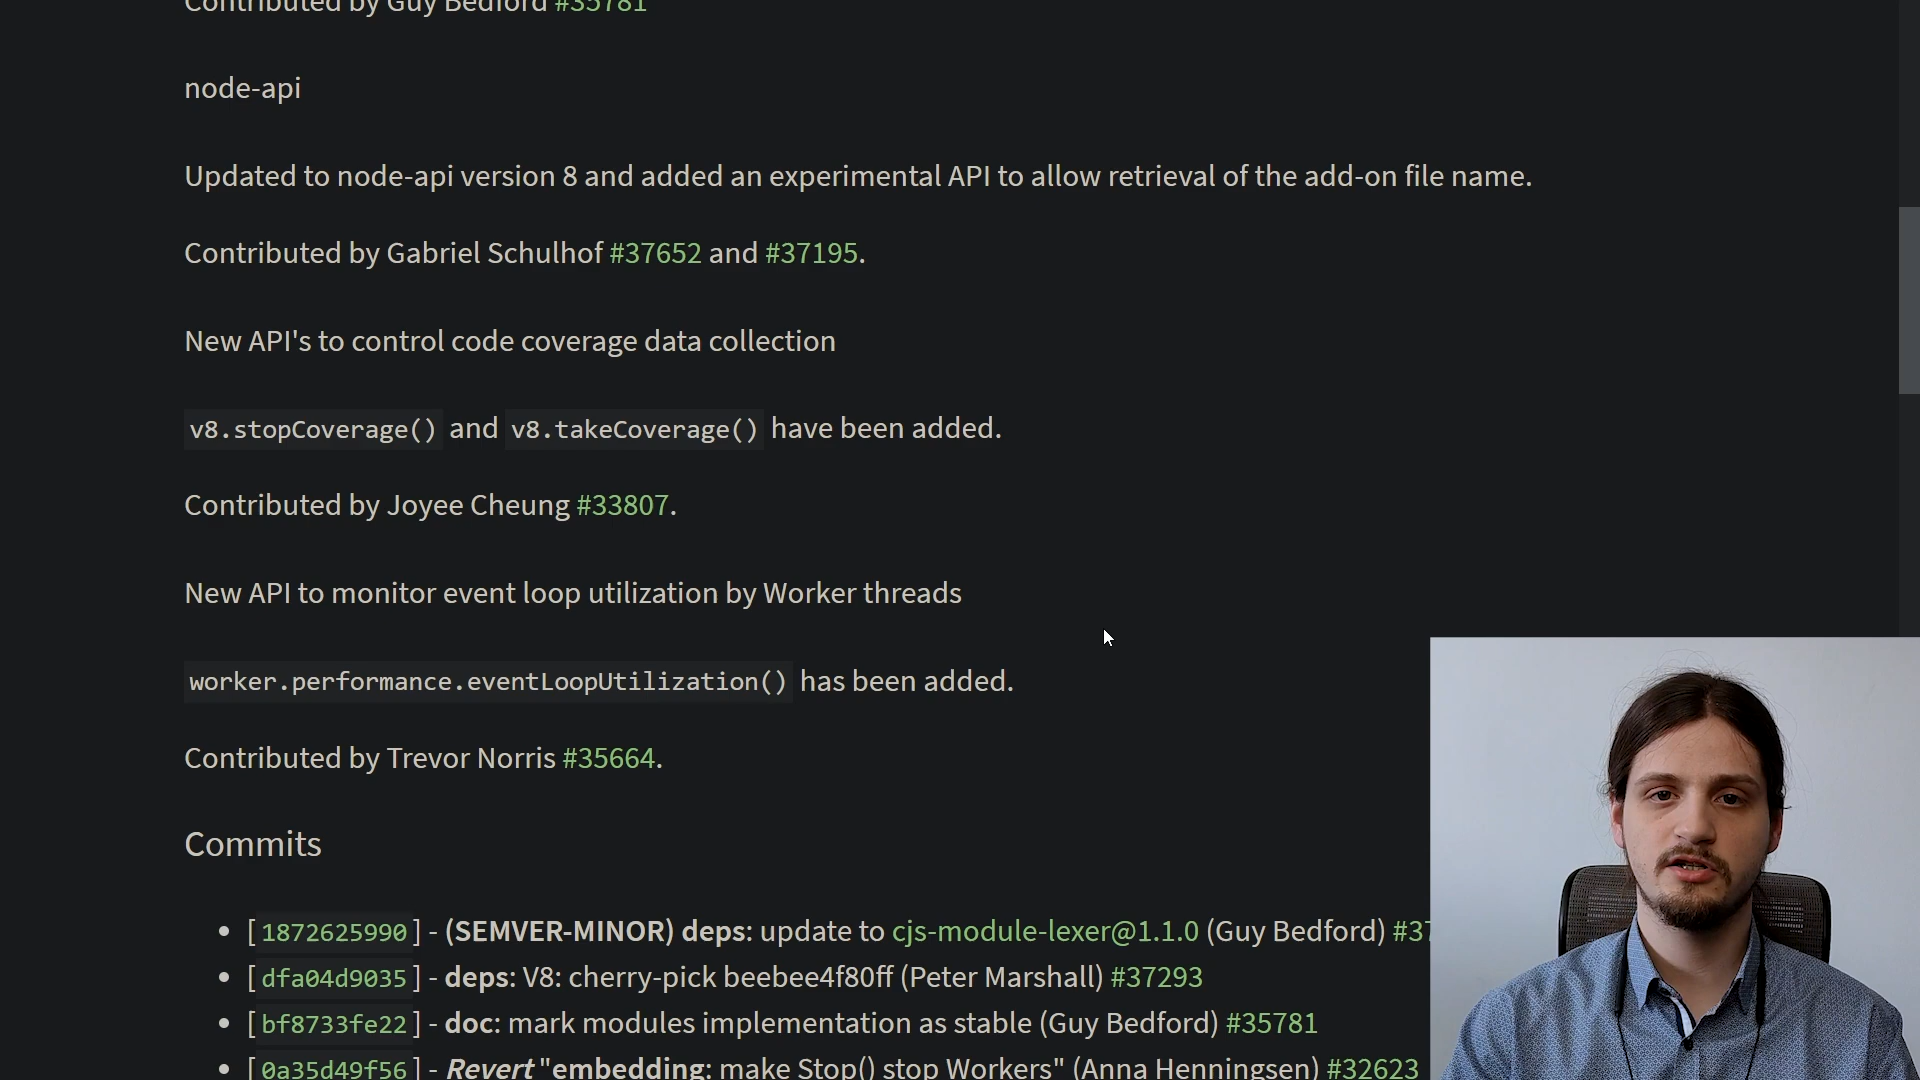 Contributed by Guy Bedford #35781
node-api
Updated to node-api version 8 and added an experimental API to allow retrieval of the add-on file name.
Contributed by Gabriel Schulhof #37652 and #37195.
New API's to control code coverage data collection
v8.stopCoverage() and v8.takeCoverage() have been added.
Contributed by Joyee Cheung #33807.
New API to monitor event loop utilization by Worker threads
worker.performance.eventLoopUtilization() has been added.
Contributed by Trevor Norris #35664.
Commits
• [1872625990] - (SEMVER-MINOR) deps: update to cjs-module-lexer@1.1.0 (Guy Bedford) #37
• [dfa04d9035] - deps: V8: cherry-pick beebee4f80ff (Peter Marshall) #37293
• [bf8733fe22] - doc: mark modules implementation as stable (Guy Bedford) #35781
• [0a35d49f56] - Revert "embedding: make Stop() stop Workers" (Anna Henningsen) #32623